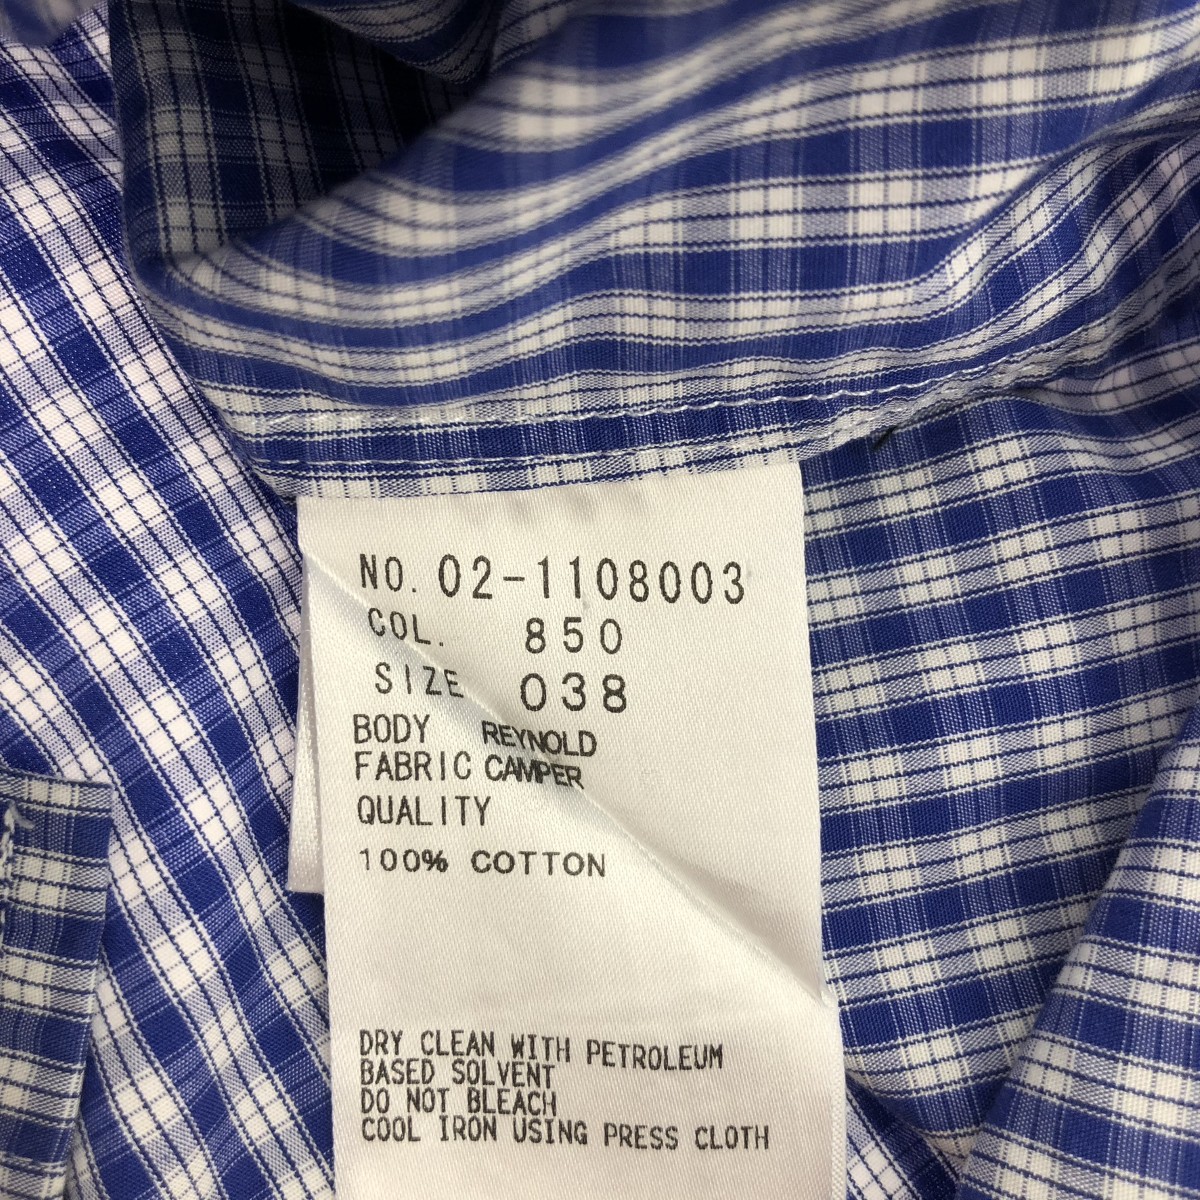 NO. 02-1108003
COL. 850
SIZE 038
BODY REYNOLD
FABRIC CAMPER
QUALITY
100% COTTON
DRY CLEAN WITH PETROLEUM
BASED SOLVENT
DO NOT BLEACH
COOL IRON USING PRESS CLOTH